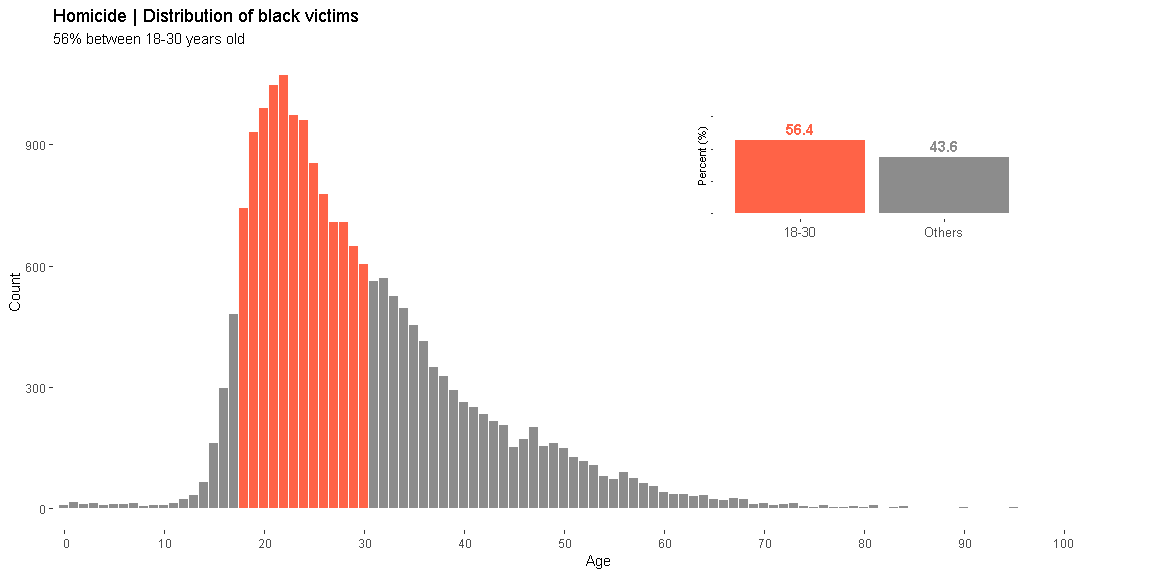 Homicide | Distribution of black victims
56% between 18-30 years old
Count
900
600
300
0
0 10 20 30 40 50 60 70 80 90 100
Age
Percent (%)
56.4
43.6
18-30 Others